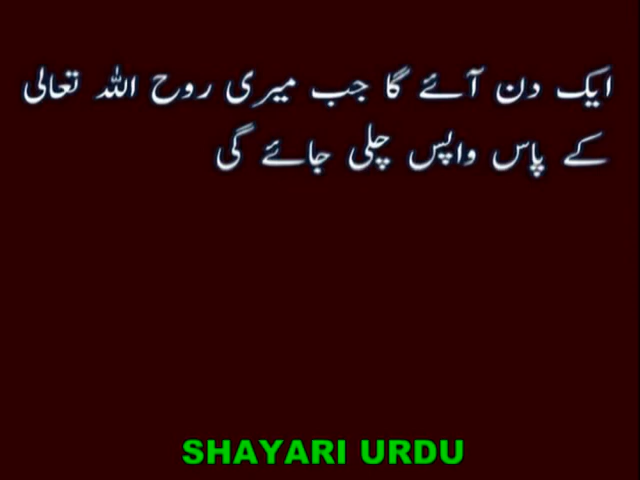 ایک دن آئے گا جب میری روح اللہ تعالی
کے پاس واپس چلی جائے گی
SHAYARI URDU